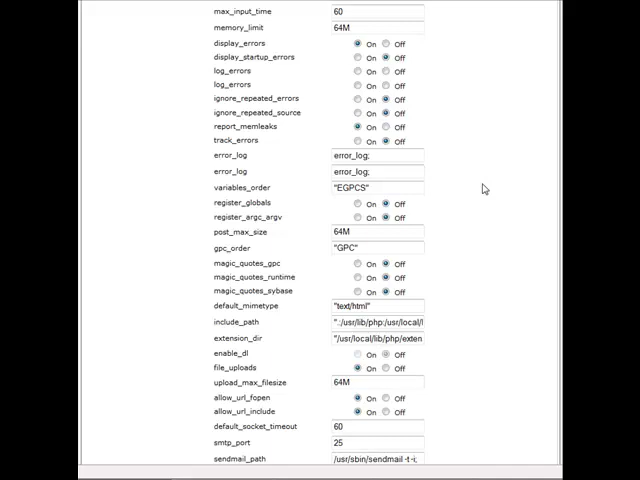 max_input_time 60
memory_limit 64M
display_errors On Off
display_startup_errors On Off
log_errors On Off
log_errors On Off
ignore_repeated_errors On Off
ignore_repeated_source On Off
report_memleaks On Off
track_errors On Off
error_log error_log;
error_log error_log;
variables_order "EGPCS"
register_globals On Off
register_argc_argv On Off
post_max_size 64M
gpc_order "GPC"
magic_quotes_gpc On Off
magic_quotes_runtime On Off
magic_quotes_sybase On Off
default_mimetype "text/html"
include_path ".:/usr/lib/php:/usr/local/l
extension_dir "/usr/local/lib/php/exten
enable_dl On Off
file_uploads On Off
upload_max_filesize 64M
allow_url_fopen On Off
allow_url_include On Off
default_socket_timeout 60
smtp_port 25
sendmail_path /usr/sbin/sendmail -t -i;